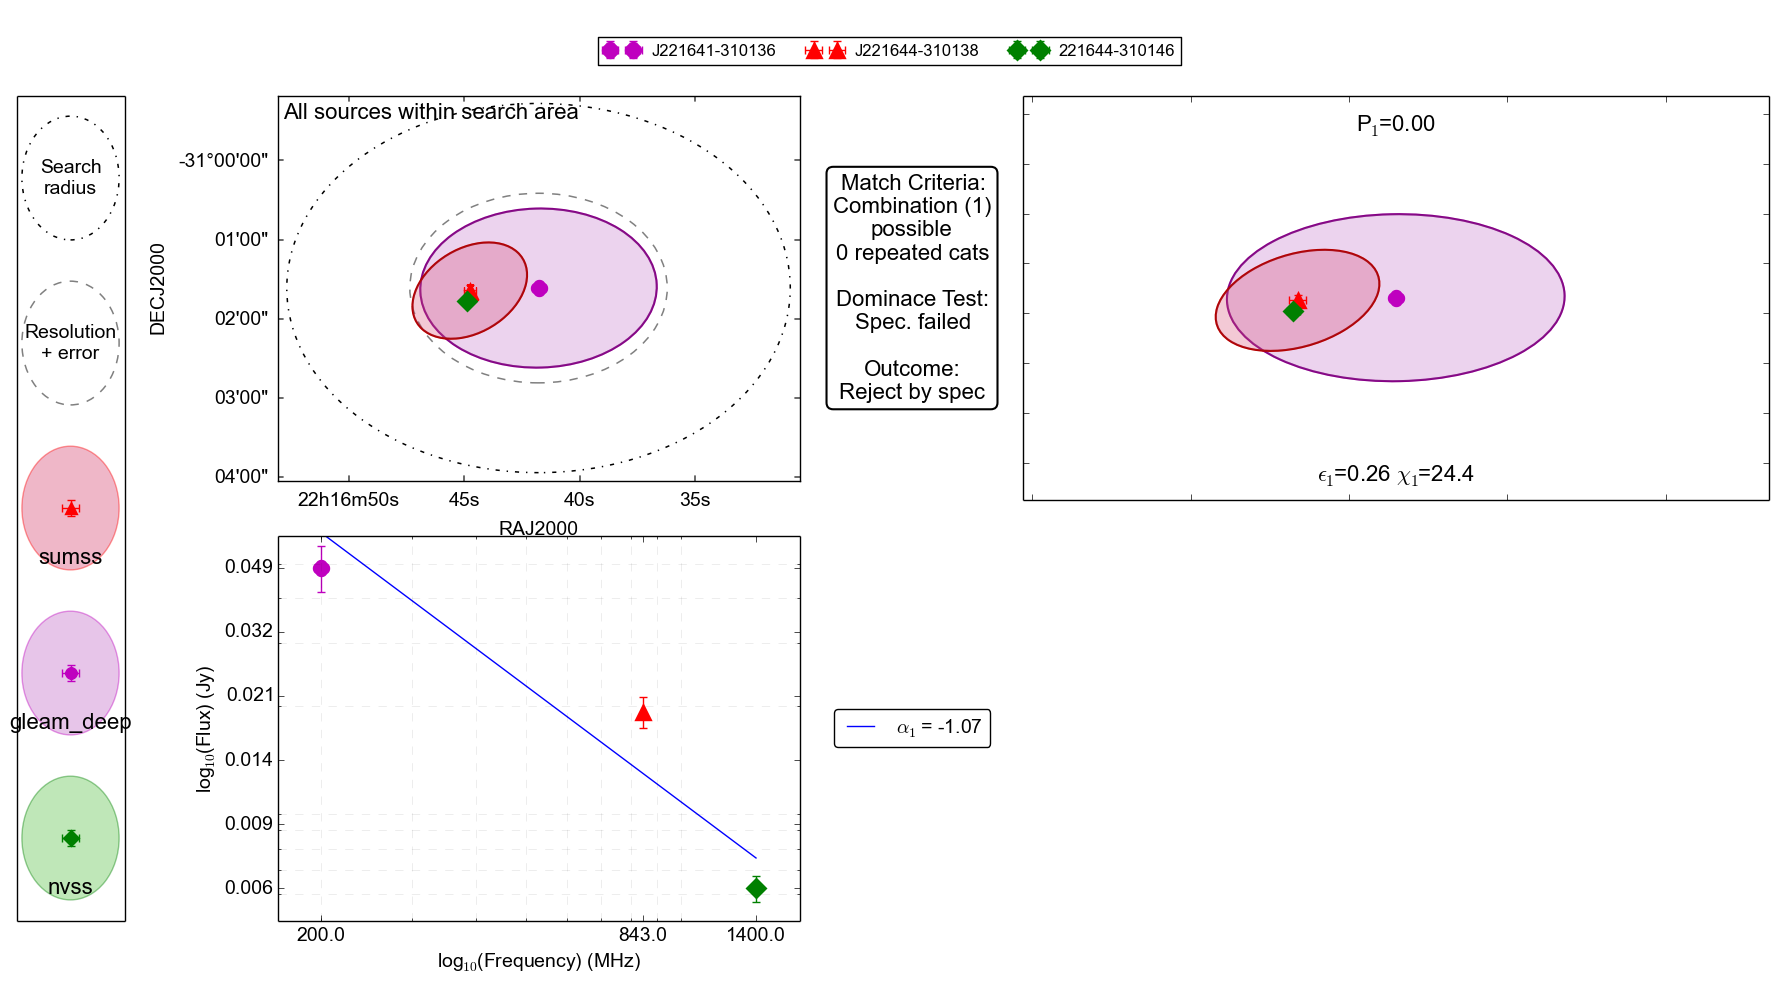 J221641-310136
J221644-310138
221644-310146
Search
radius
Resolution
+ error
sumss
gleam_deep
nvss
All sources within search area
DECJ2000
-31°00'00"
01'00"
02'00"
03'00"
04'00"
22h16m50s
45s
40s
35s
RAJ2000
Match Criteria:
Combination (1)
possible
0 repeated cats
Dominace Test:
Spec. failed
Outcome:
Reject by spec
P₁=0.00
ϵ₁=0.26 χ₁=24.4
log₁₀(Flux) (Jy)
0.049
0.032
0.021
0.014
0.009
0.006
200.0
843.0
1400.0
log₁₀(Frequency) (MHz)
α₁ = -1.07